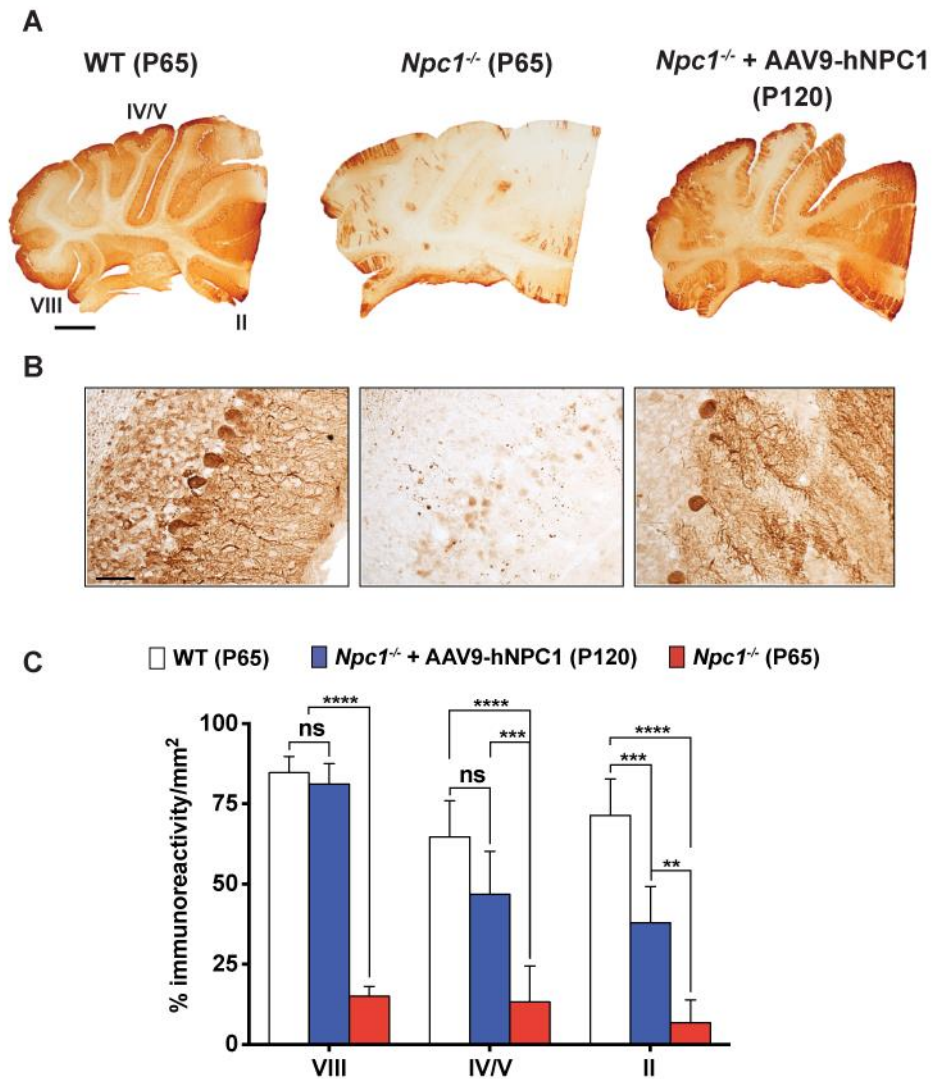 A
WT (P65)
Npc1-/- (P65)
Npc1-/- + AAV9-hNPC1
(P120)
IV/V
VIII
II
B
C
WT (P65)
Npc1-/- + AAV9-hNPC1 (P120)
Npc1-/- (P65)
% immunoreactivity/mm2
100
75
50
25
0
****
ns
****
***
ns
****
***
**
VIII
IV/V
II